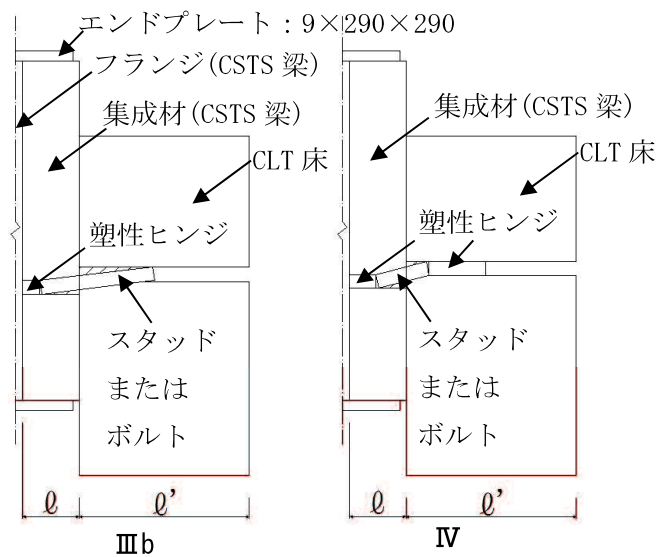 エンドプレート：9×290×290
フランジ(CSTS 梁)
集成材(CSTS 梁)
CLT 床
塑性ヒンジ
スタッド
または
ボルト
ℓ
ℓ’
Ⅲb
集成材(CSTS 梁)
CLT 床
塑性ヒンジ
スタッド
または
ボルト
ℓ
ℓ’
Ⅳ